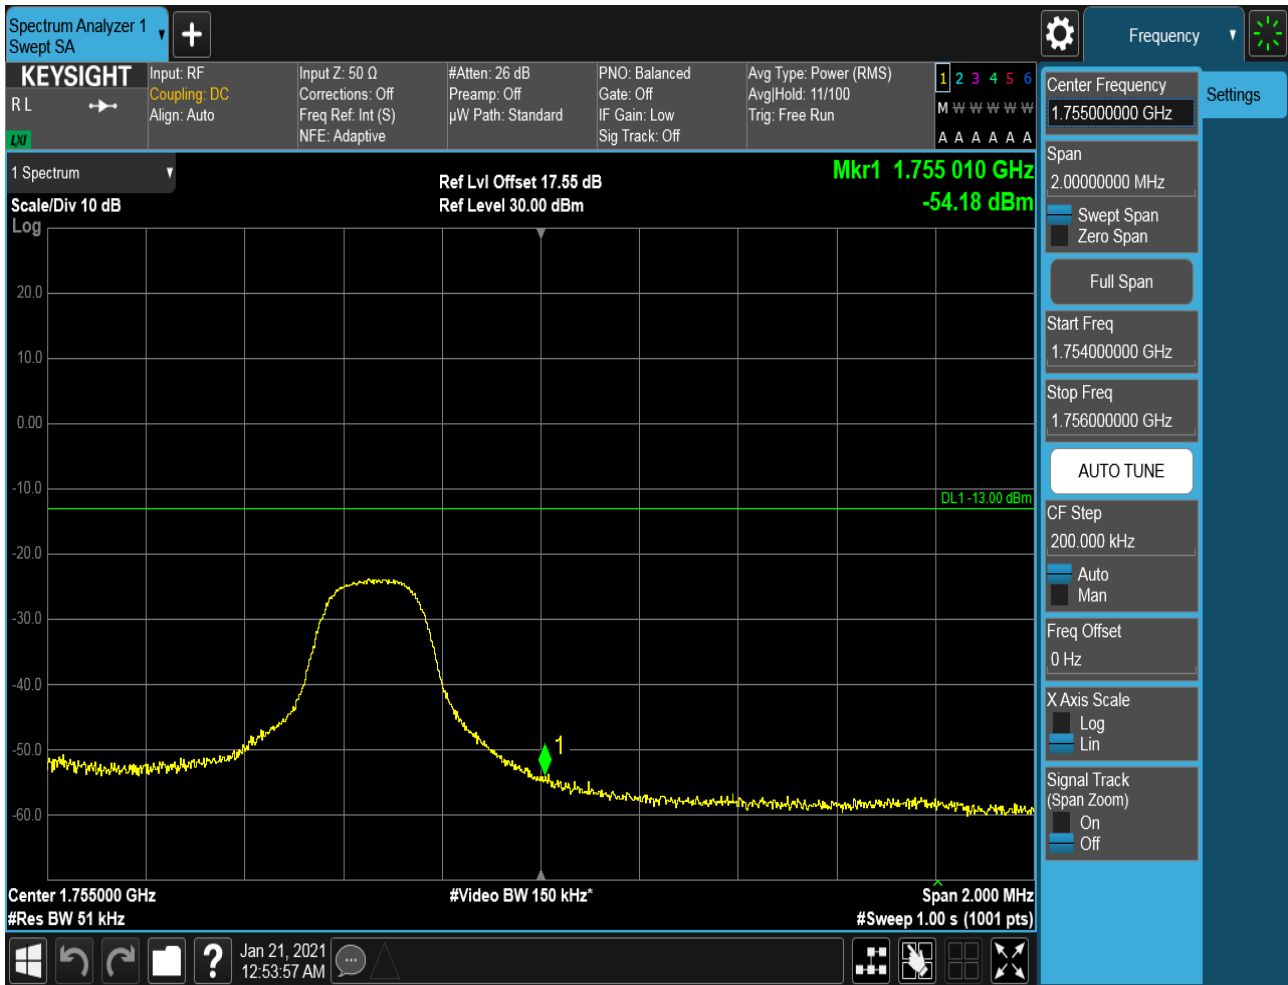 Spectrum Analyzer 1
Swept SA
+
Frequency
KEYSIGHT
R L
LXI
Input: RF
Coupling: DC
Align: Auto
Input Z: 50 Ω
Corrections: Off
Freq Ref: Int (S)
NFE: Adaptive
#Atten: 26 dB
Preamp: Off
µW Path: Standard
PNO: Balanced
Gate: Off
IF Gain: Low
Sig Track: Off
Avg Type: Power (RMS)
Avg|Hold: 11/100
Trig: Free Run
1 2 3 4 5 6
M W W W W W
A A A A A A
1 Spectrum
Scale/Div 10 dB
Log
Ref Lvl Offset 17.55 dB
Ref Level 30.00 dBm
Mkr1 1.755 010 GHz
-54.18 dBm
20.0
10.0
0.00
-10.0
DL1 -13.00 dBm
-20.0
-30.0
-40.0
-50.0
1
-60.0
Center 1.755000 GHz
#Video BW 150 kHz*
Span 2.000 MHz
#Res BW 51 kHz
#Sweep 1.00 s (1001 pts)
?
Jan 21, 2021
12:53:57 AM
Center Frequency
1.755000000 GHz
Settings
Span
2.00000000 MHz
Swept Span
Zero Span
Full Span
Start Freq
1.754000000 GHz
Stop Freq
1.756000000 GHz
AUTO TUNE
CF Step
200.000 kHz
Auto
Man
Freq Offset
0 Hz
X Axis Scale
Log
Lin
Signal Track
(Span Zoom)
On
Off